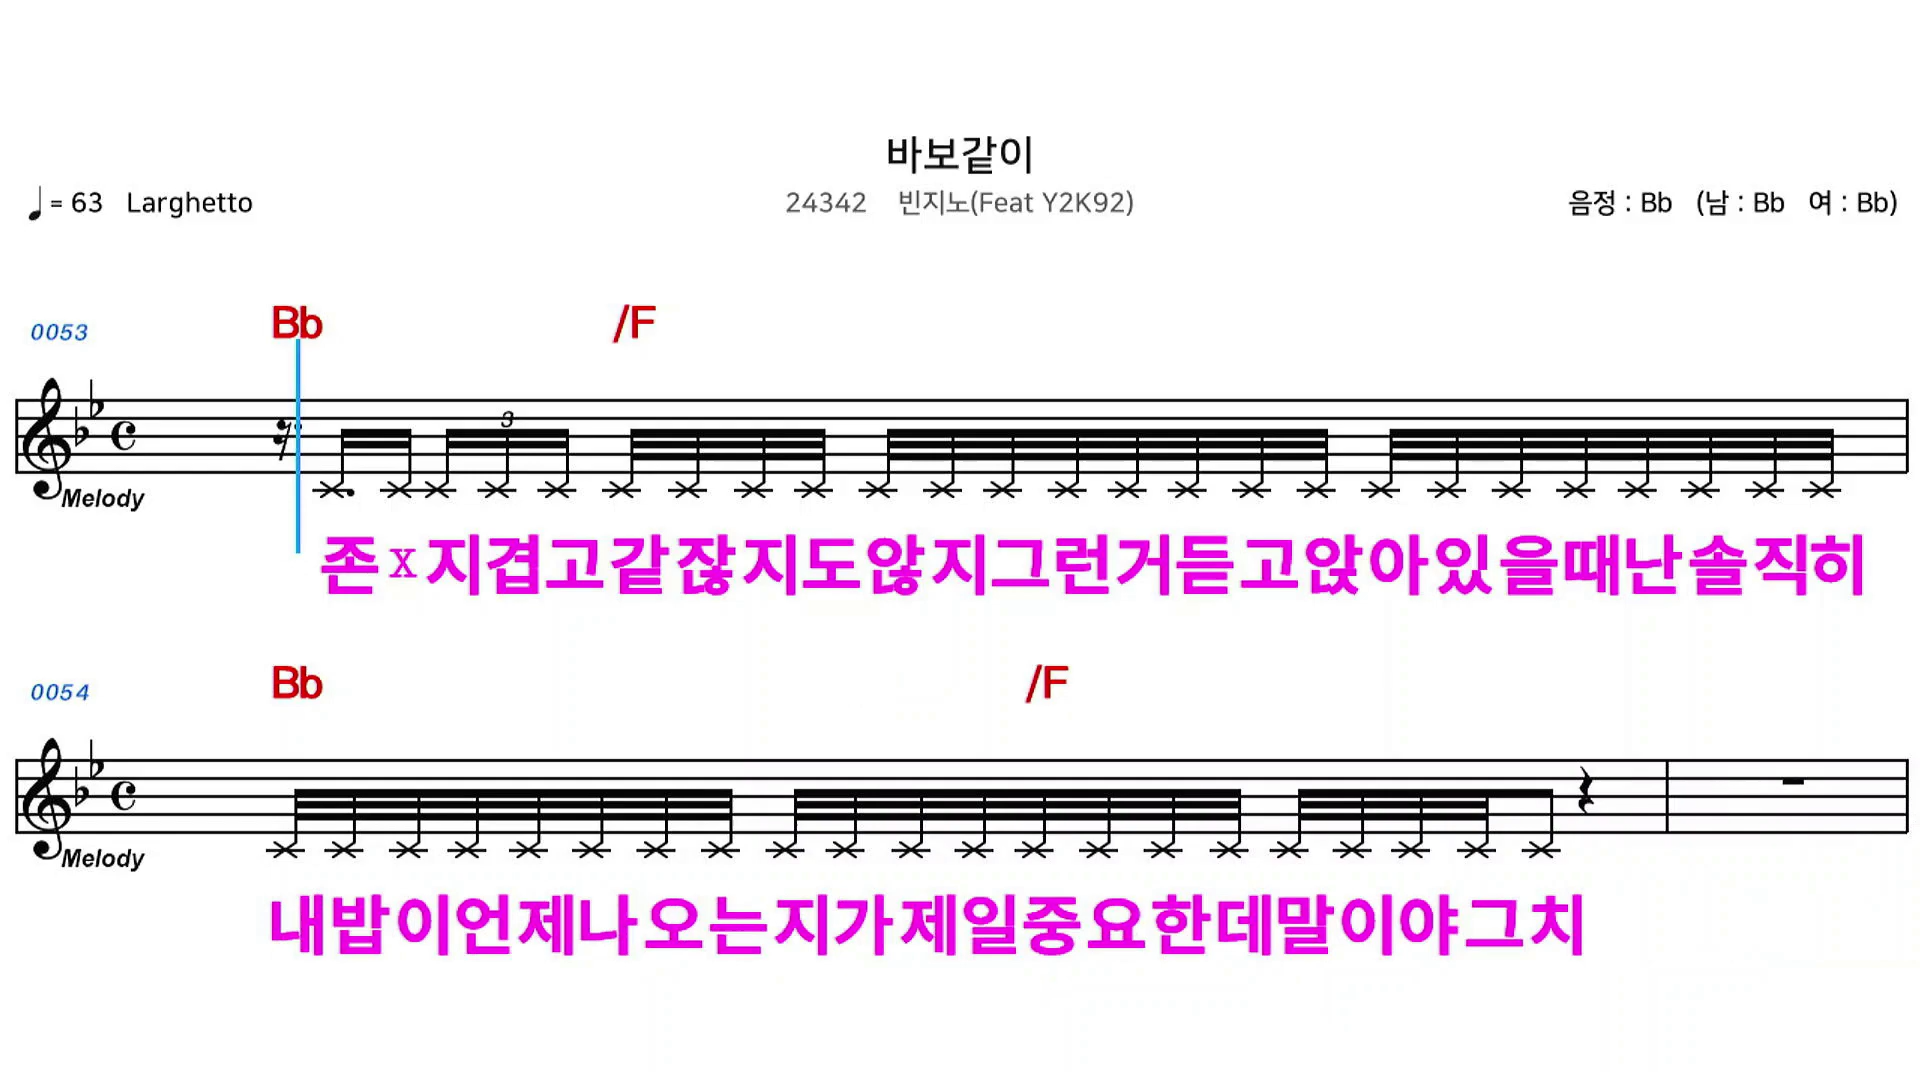 바보같이
♩= 63 Larghetto 24342 빈지노(Feat Y2K92) 음정 : Bb (남 : Bb 여 : Bb)
0053 Bb /F
3
Melody
존x지겹고같잖지도않지그런거듣고앉아있을때난솔직히
0054 Bb /F
Melody
내밥이언제나오는지가제일중요한데말이야그치